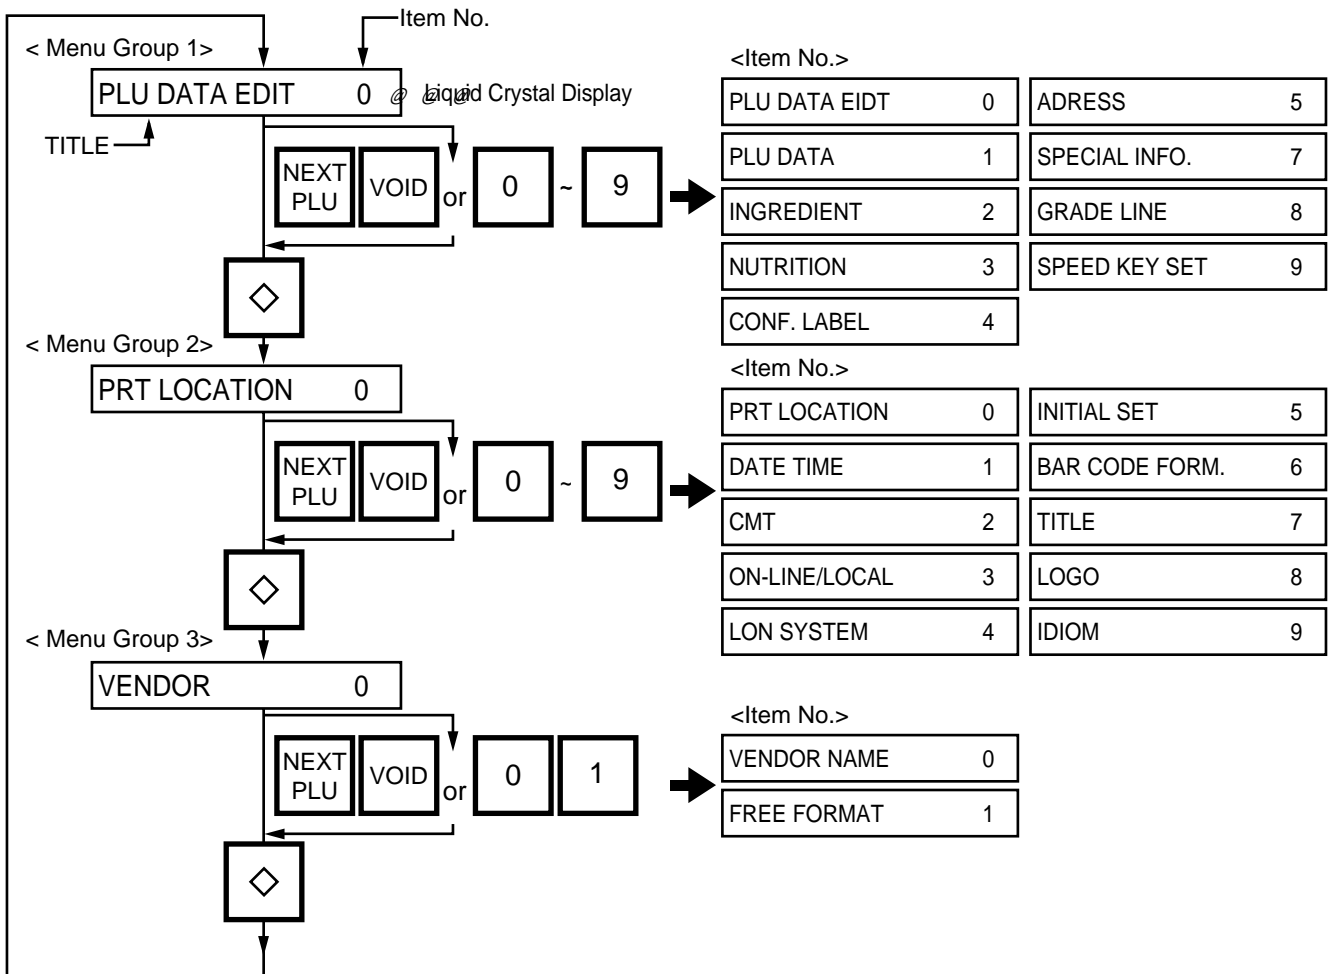 Item No.
< Menu Group 1>
PLU DATA EDIT 0 @ @ @ Liquid Crystal Display
TITLE
NEXT PLU VOID or 0 ~ 9
<Item No.>
PLU DATA EIDT 0 ADRESS 5
PLU DATA 1 SPECIAL INFO. 7
INGREDIENT 2 GRADE LINE 8
NUTRITION 3 SPEED KEY SET 9
CONF. LABEL 4
< Menu Group 2>
PRT LOCATION 0
NEXT PLU VOID or 0 ~ 9
<Item No.>
PRT LOCATION 0 INITIAL SET 5
DATE TIME 1 BAR CODE FORM. 6
CMT 2 TITLE 7
ON-LINE/LOCAL 3 LOGO 8
LON SYSTEM 4 IDIOM 9
< Menu Group 3>
VENDOR 0
NEXT PLU VOID or 0 1
<Item No.>
VENDOR NAME 0
FREE FORMAT 1